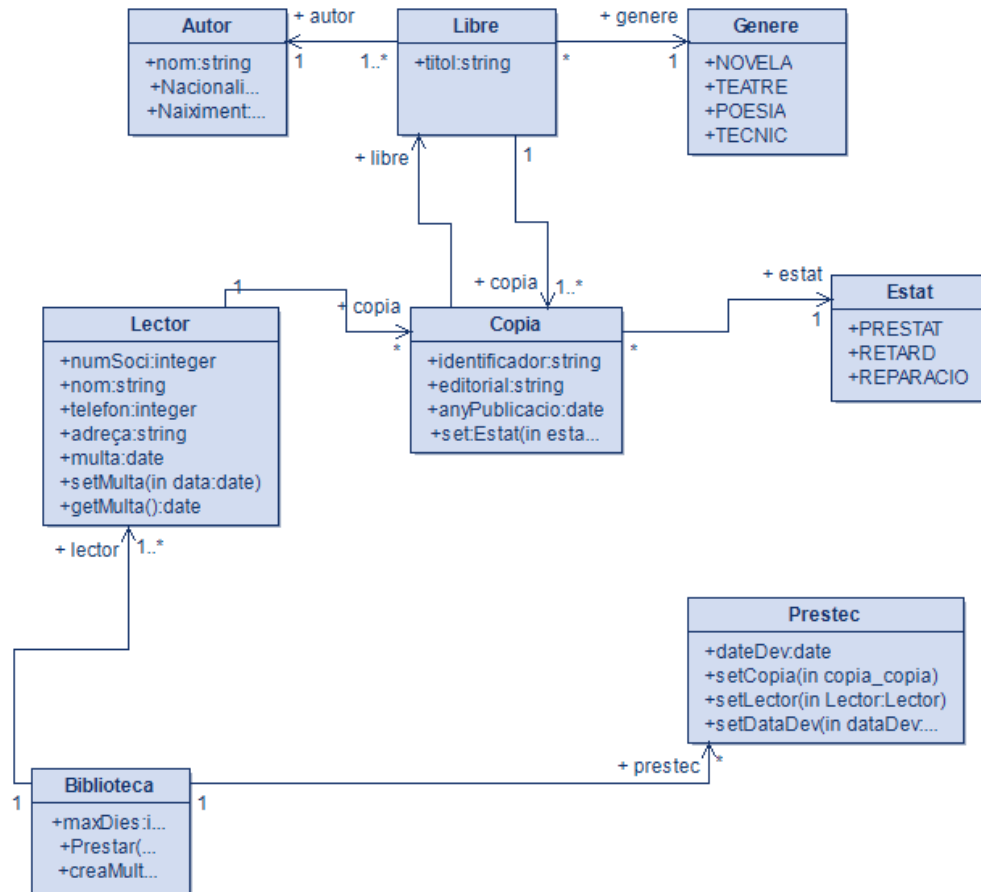 Autor
+nom:string
+Nacionali...
+Naiximent:...
+ autor
1
1..*
Libre
+titol:string
+ genere
*
1
Genere
+NOVELA
+TEATRE
+POESIA
+TECNIC
+ libre
1
+ copia
1..*
1
+ copia
*
Lector
+numSoci:integer
+nom:string
+telefon:integer
+adreça:string
+multa:date
+setMulta(in data:date)
+getMulta():date
Copia
+identificador:string
+editorial:string
+anyPublicacio:date
+set:Estat(in esta...
*
+ estat
1
Estat
+PRESTAT
+RETARD
+REPARACIO
+ lector
1..*
Prestec
+dateDev:date
+setCopia(in copia_copia)
+setLector(in Lector:Lector)
+setDataDev(in dataDev:...
+ prestec
*
1
Biblioteca
+maxDies:i...
+Prestar(...
+creaMult...
1